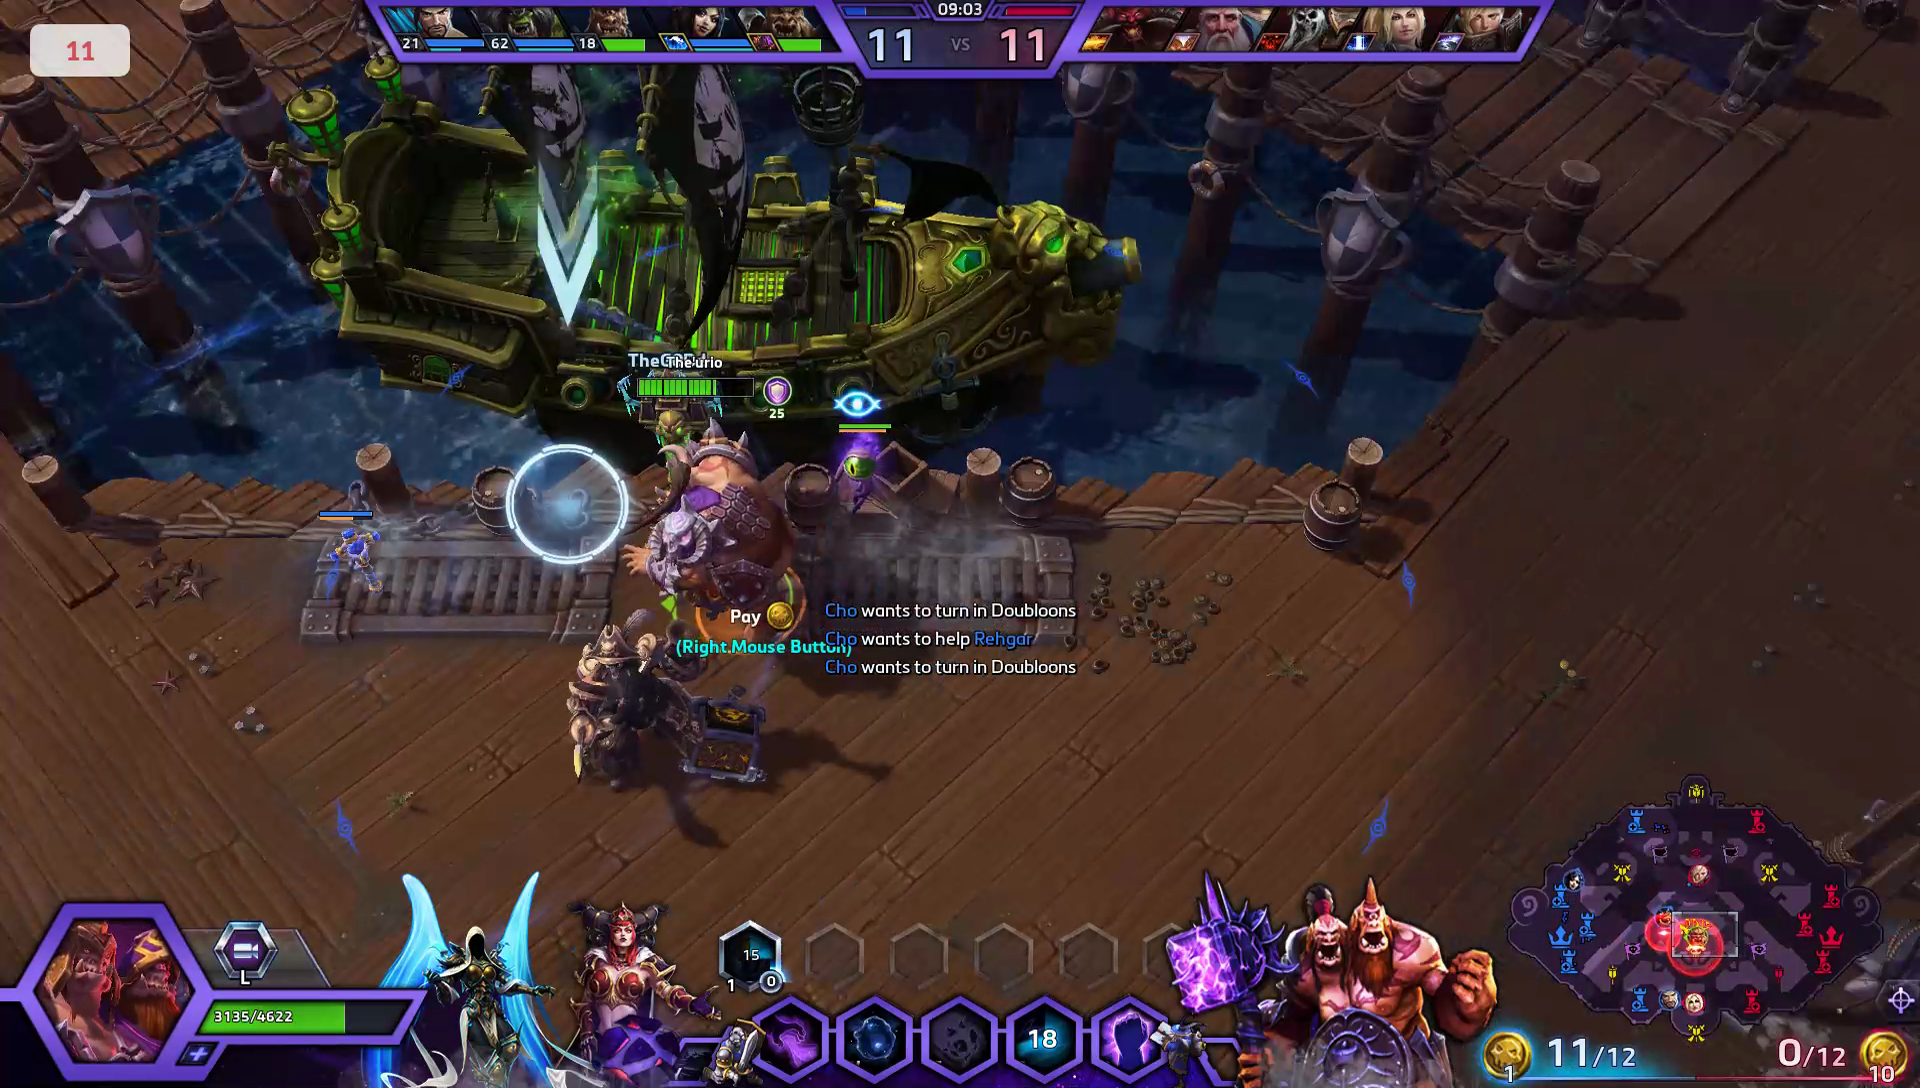 11
21
62
18
09:03
11 VS 11
The urio
25
Pay
(Right Mouse Button)
Cho wants to turn in Doubloons
Cho wants to help Rehgar
Cho wants to turn in Doubloons
L
3135/4622
15
1
0
18
11/12
1
0/12
10